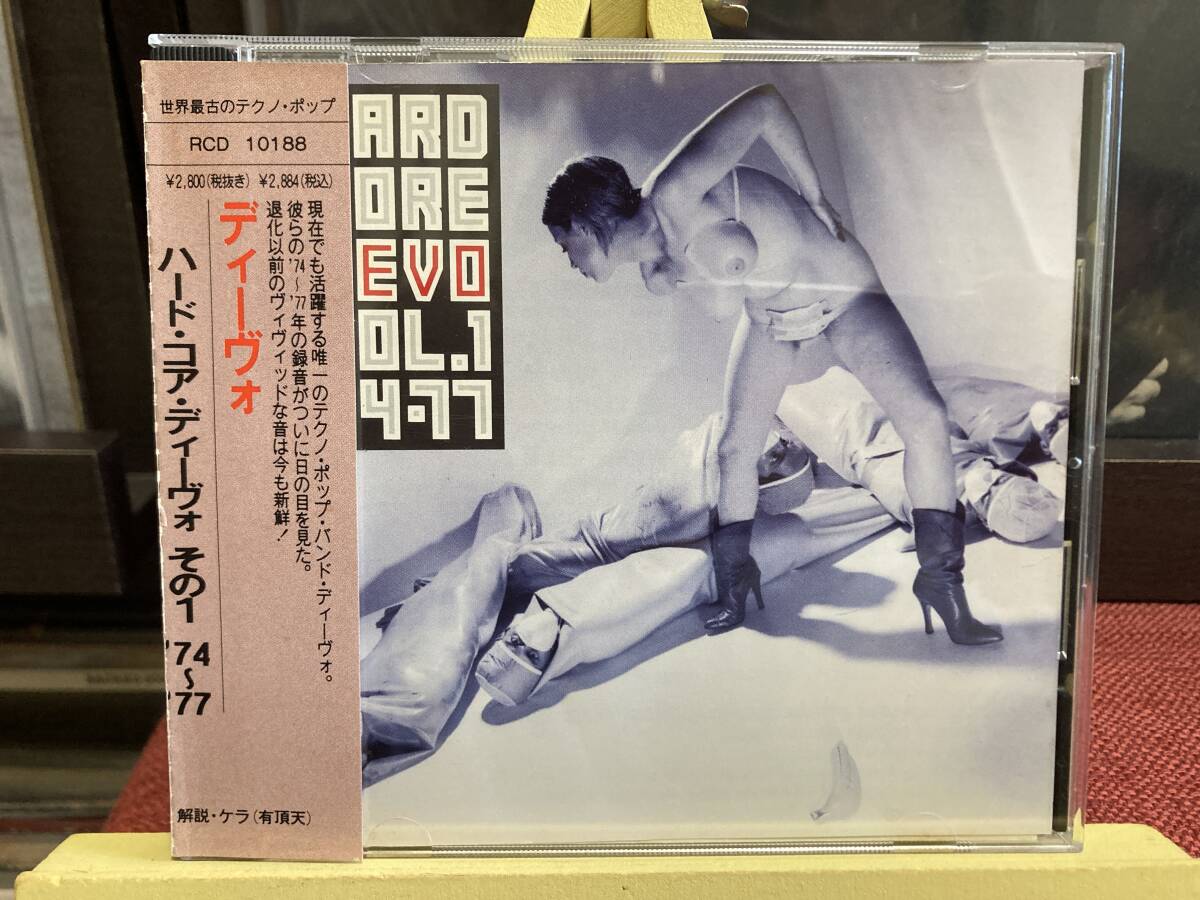 世界最古のテクノ・ポップ
RCD 10188
¥2,800(税抜き) ¥2,884(税込)
現在でも活躍する唯一のテクノ・ポップ・バンド・ディーヴォ。
彼らの'74〜'77年の録音がついに日の目を見た。
退化以前のヴィヴィッドな音は今も新鮮!
ディーヴォ
ハード・コア・ディーヴォ その1 '74〜'77
解説・ケラ(有頂天)
ARD
ORE
EVO
OL.1
4-77